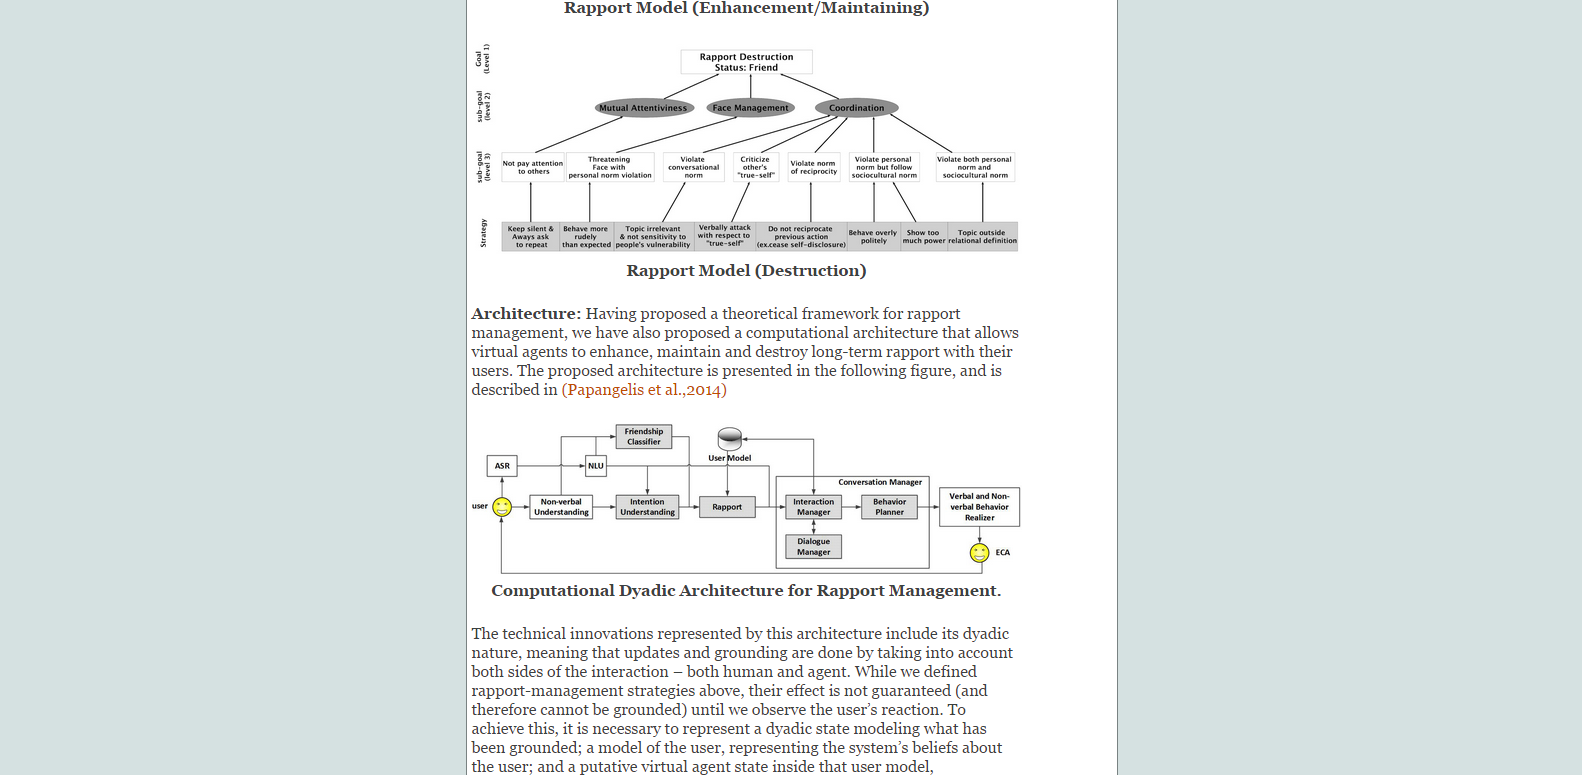 Rapport Model (Enhancement/Maintaining)
Goal
(Level 1)
Rapport Destruction
Status: Friend
sub-goal
(level 2)
Mutual Attentiviness
Face Management
Coordination
sub-goal
(level 3)
Not pay attention
to others
Threatening
Face with
personal norm violation
Violate
conversational
norm
Criticize
other's
"true-self"
Violate norm
of reciprocity
Violate personal
norm but follow
sociocultural norm
Violate both personal
norm and
sociocultural norm
Strategy
Keep silent &
Aways ask
to repeat
Behave more
rudely
than expected
Topic irrelevant
& not sensitivity to
people's vulnerability
Verbally attack
with respect to
"true-self"
Do not reciprocate
previous action
(ex.cease self-disclosure)
Behave overly
politely
Show too
much power
Topic outside
relational definition
Rapport Model (Destruction)
Architecture: Having proposed a theoretical framework for rapport
management, we have also proposed a computational architecture that allows
virtual agents to enhance, maintain and destroy long-term rapport with their
users. The proposed architecture is presented in the following figure, and is
described in (Papangelis et al.,2014)
Friendship
Classifier
User Model
ASR
NLU
Conversation Manager
user
Non-verbal
Understanding
Intention
Understanding
Rapport
Interaction
Manager
Behavior
Planner
Verbal and Non-
verbal Behavior
Realizer
Dialogue
Manager
ECA
Computational Dyadic Architecture for Rapport Management.
The technical innovations represented by this architecture include its dyadic
nature, meaning that updates and grounding are done by taking into account
both sides of the interaction – both human and agent. While we defined
rapport-management strategies above, their effect is not guaranteed (and
therefore cannot be grounded) until we observe the user’s reaction. To
achieve this, it is necessary to represent a dyadic state modeling what has
been grounded; a model of the user, representing the system’s beliefs about
the user; and a putative virtual agent state inside that user model,